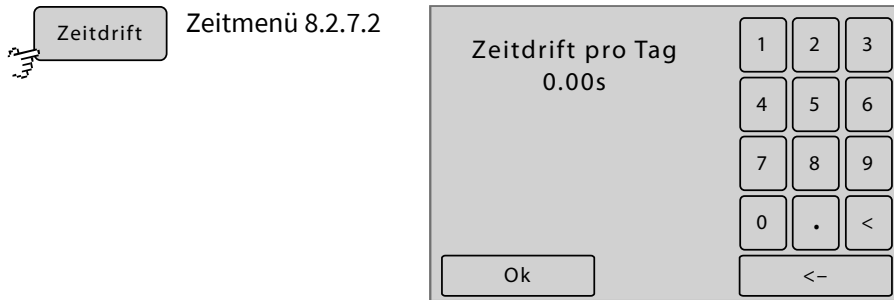 Zeitdrift
Zeitmenü 8.2.7.2
Zeitdrift pro Tag
0.00s
1 2 3
4 5 6
7 8 9
0 . <
Ok
<–